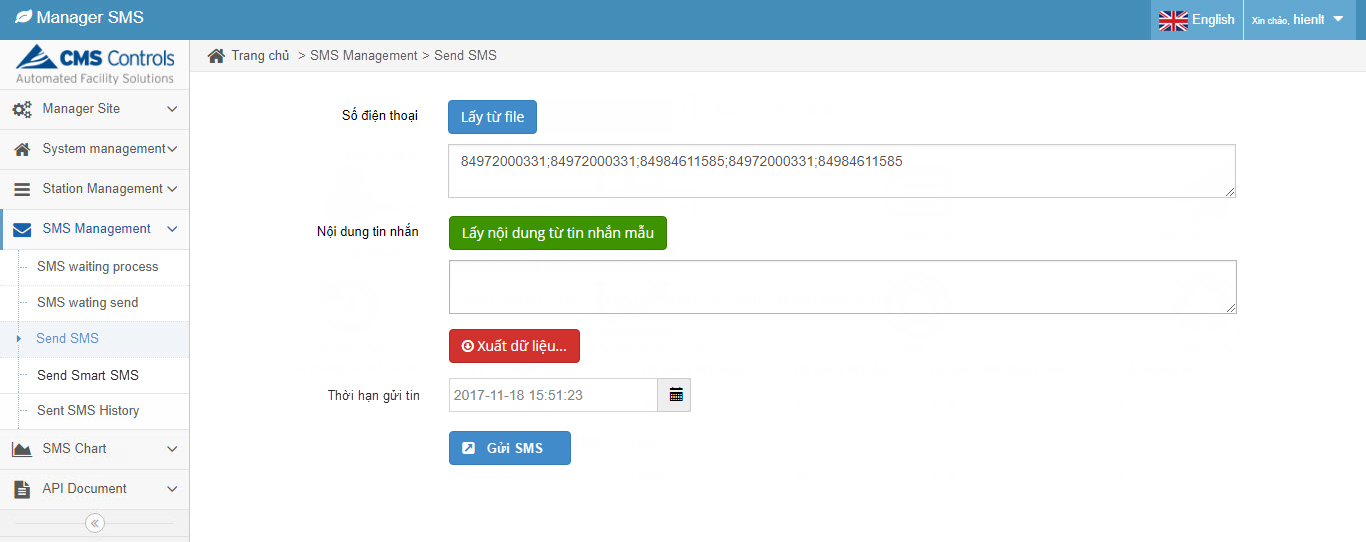 Manager SMS
English
Xin chào, hienlt
CMS Controls
Automated Facility Solutions
Trang chủ > SMS Management > Send SMS
Manager Site
System management
Station Management
SMS Management
SMS waiting process
SMS wating send
Send SMS
Send Smart SMS
Sent SMS History
SMS Chart
API Document
Số điện thoại
Lấy từ file
84972000331;84972000331;84984611585;84972000331;84984611585
Nội dung tin nhắn
Lấy nội dung từ tin nhắn mẫu
Xuất dữ liệu...
Thời hạn gửi tin
2017-11-18 15:51:23
Gửi SMS